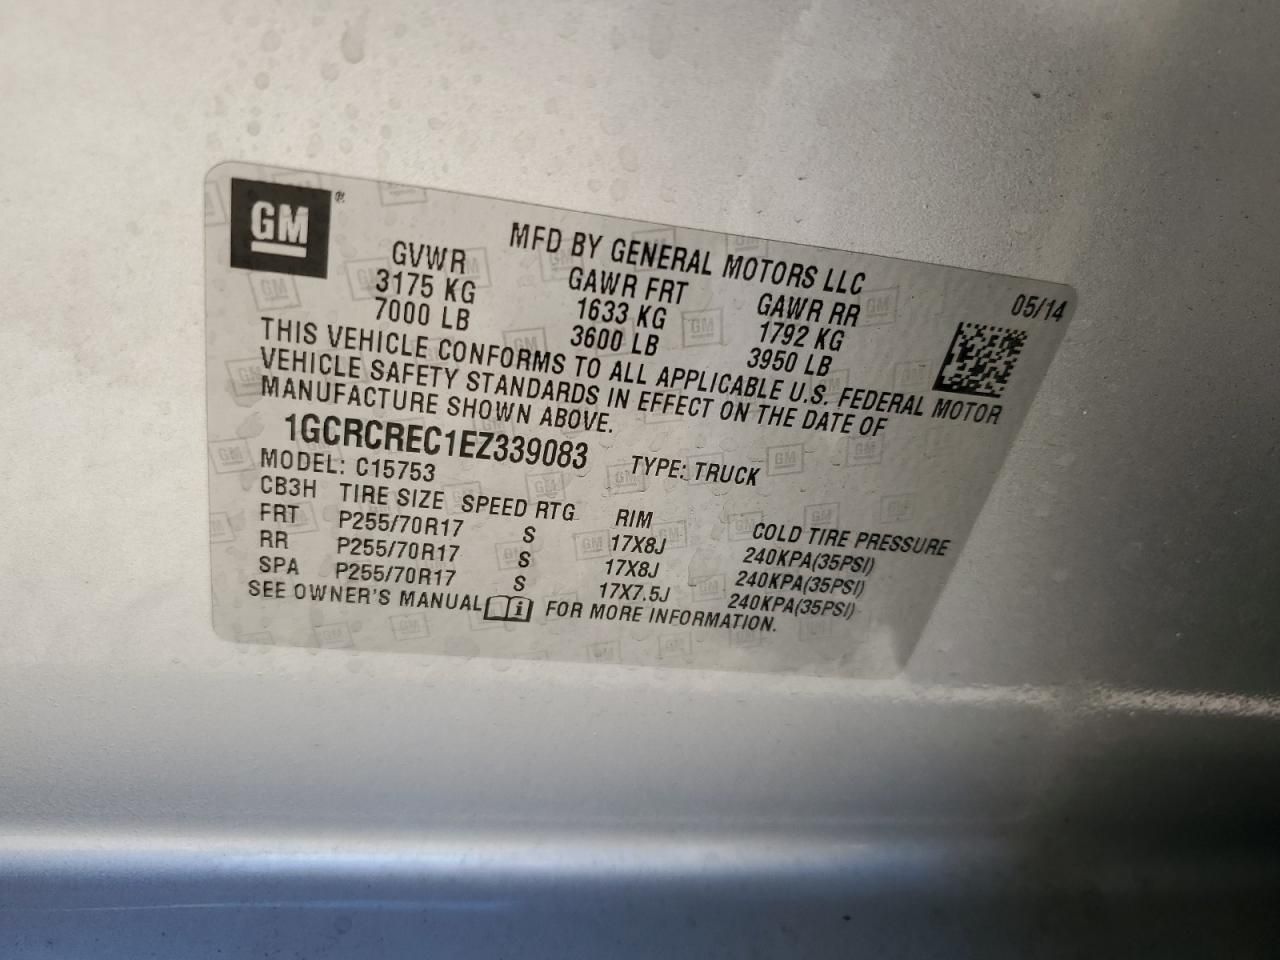 GM ®
MFD BY GENERAL MOTORS LLC
05/14
GVWR GAWR FRT GAWR RR
3175 KG 1633 KG 1792 KG
7000 LB 3600 LB 3950 LB
THIS VEHICLE CONFORMS TO ALL APPLICABLE U.S. FEDERAL MOTOR
VEHICLE SAFETY STANDARDS IN EFFECT ON THE DATE OF
MANUFACTURE SHOWN ABOVE.
1GCRCREC1EZ339083 TYPE: TRUCK
MODEL: C15753
CB3H TIRE SIZE SPEED RTG RIM COLD TIRE PRESSURE
FRT P255/70R17 S 17X8J 240KPA(35PSI)
RR P255/70R17 S 17X8J 240KPA(35PSI)
SPA P255/70R17 S 17X7.5J 240KPA(35PSI)
SEE OWNER'S MANUAL i FOR MORE INFORMATION.